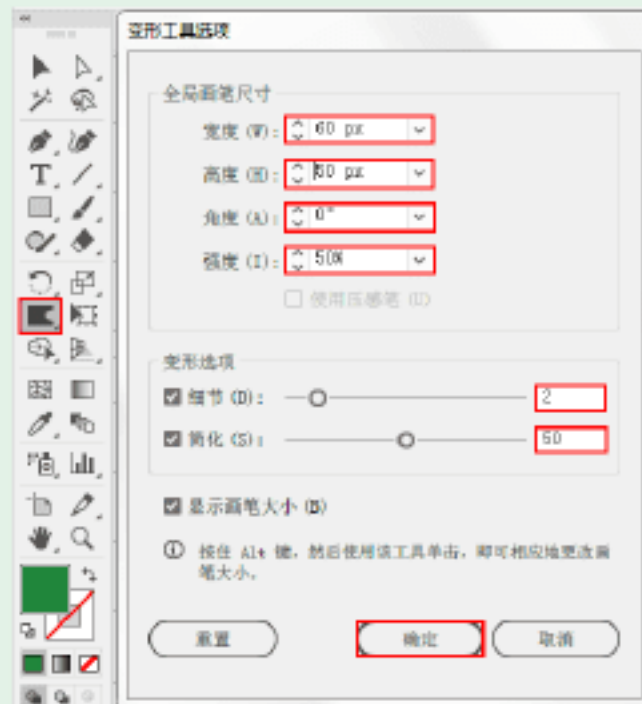 变形工具选项
全局画笔尺寸
宽度 (W): 60 px
高度 (H): 60 px
角度 (A): 0°
强度 (I): 50%
使用压感笔 (U)
变形选项
细节 (D): 2
简化 (S): 50
显示画笔大小 (B)
按住 Alt 键，然后使用该工具单击，即可相应地更改画
笔大小。
重置 确定 取消